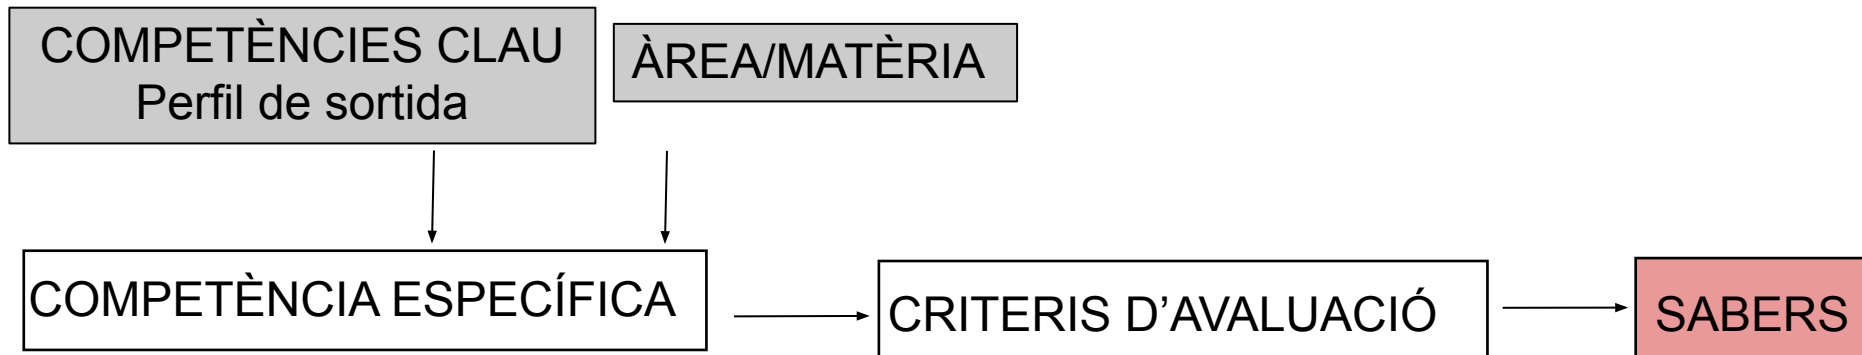 COMPETÈNCIES CLAU
Perfil de sortida
ÀREA/MATÈRIA
COMPETÈNCIA ESPECÍFICA
CRITERIS D’AVALUACIÓ
SABERS